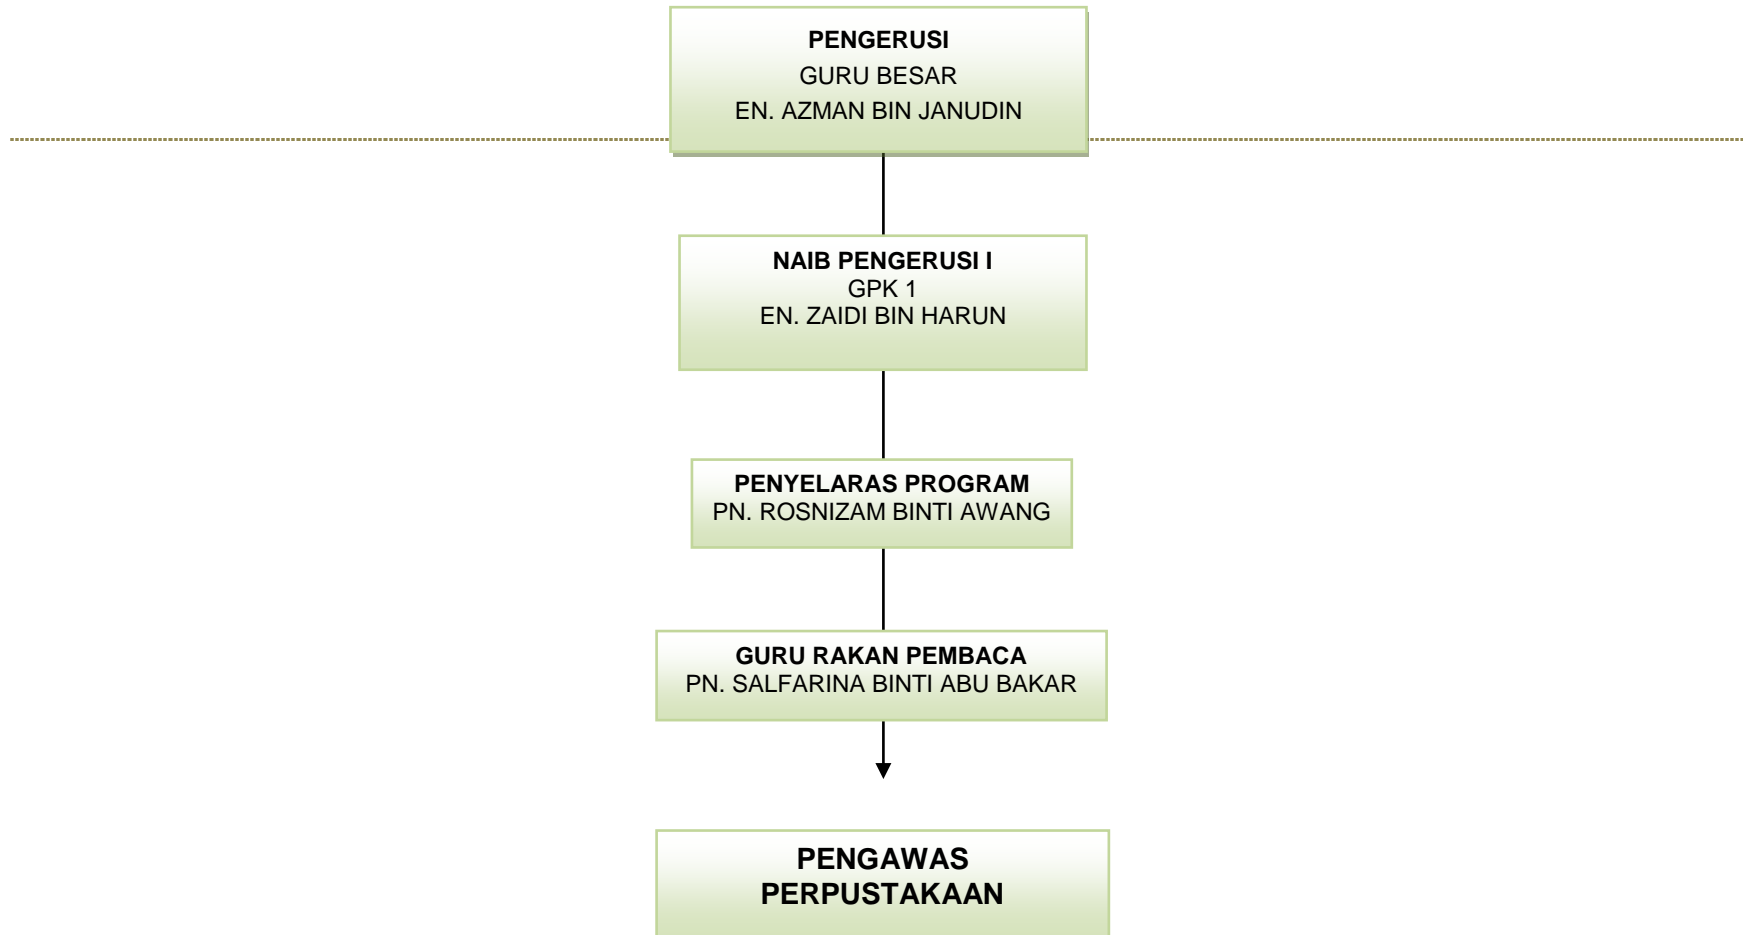 PENGERUSI
GURU BESAR
EN. AZMAN BIN JANUDIN
NAIB PENGERUSI I
GPK 1
EN. ZAIDI BIN HARUN
PENYELARAS PROGRAM
PN. ROSNIZAM BINTI AWANG
GURU RAKAN PEMBACA
PN. SALFARINA BINTI ABU BAKAR
PENGAWAS
PERPUSTAKAAN